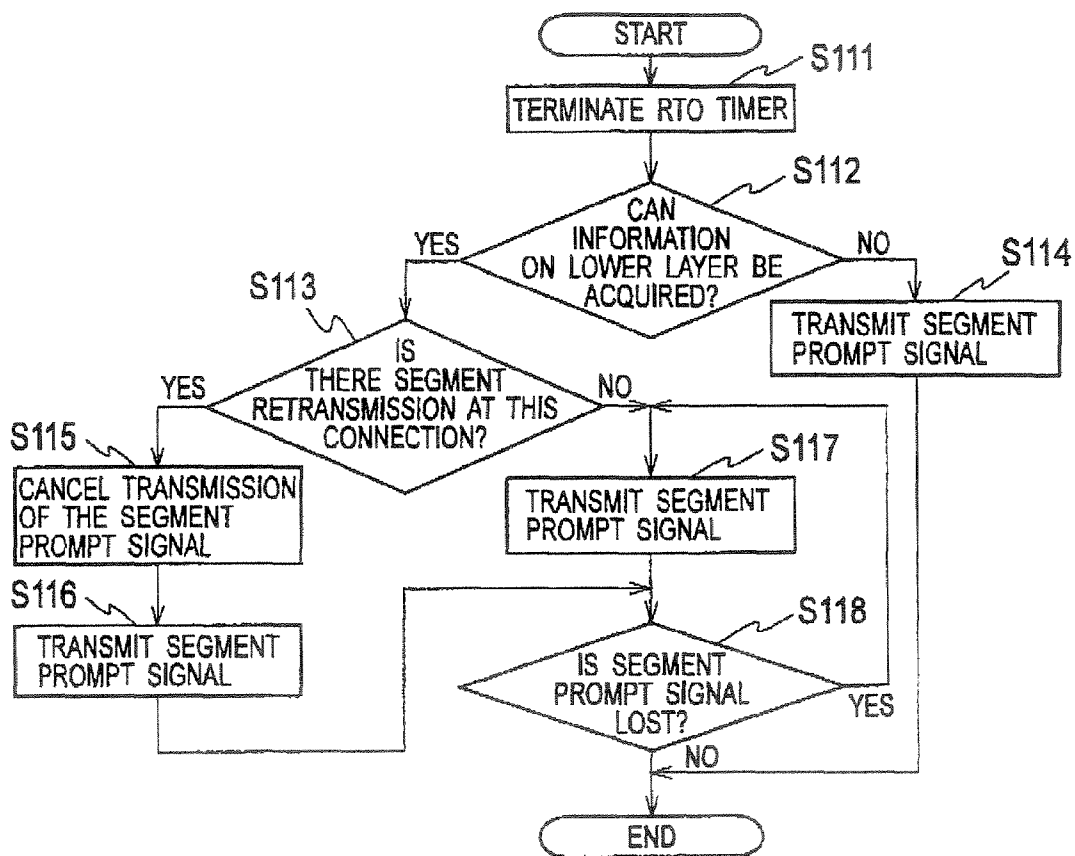 START
S111
TERMINATE RTO TIMER
S112
CAN
INFORMATION
ON LOWER LAYER BE
ACQUIRED?
YES
NO
S113
S114
IS
THERE SEGMENT
RETRANSMISSION AT THIS
CONNECTION?
TRANSMIT SEGMENT
PROMPT SIGNAL
YES
NO
S115
CANCEL TRANSMISSION
OF THE SEGMENT
PROMPT SIGNAL
S117
TRANSMIT SEGMENT
PROMPT SIGNAL
S116
TRANSMIT SEGMENT
PROMPT SIGNAL
S118
IS SEGMENT
PROMPT SIGNAL
LOST?
YES
NO
END